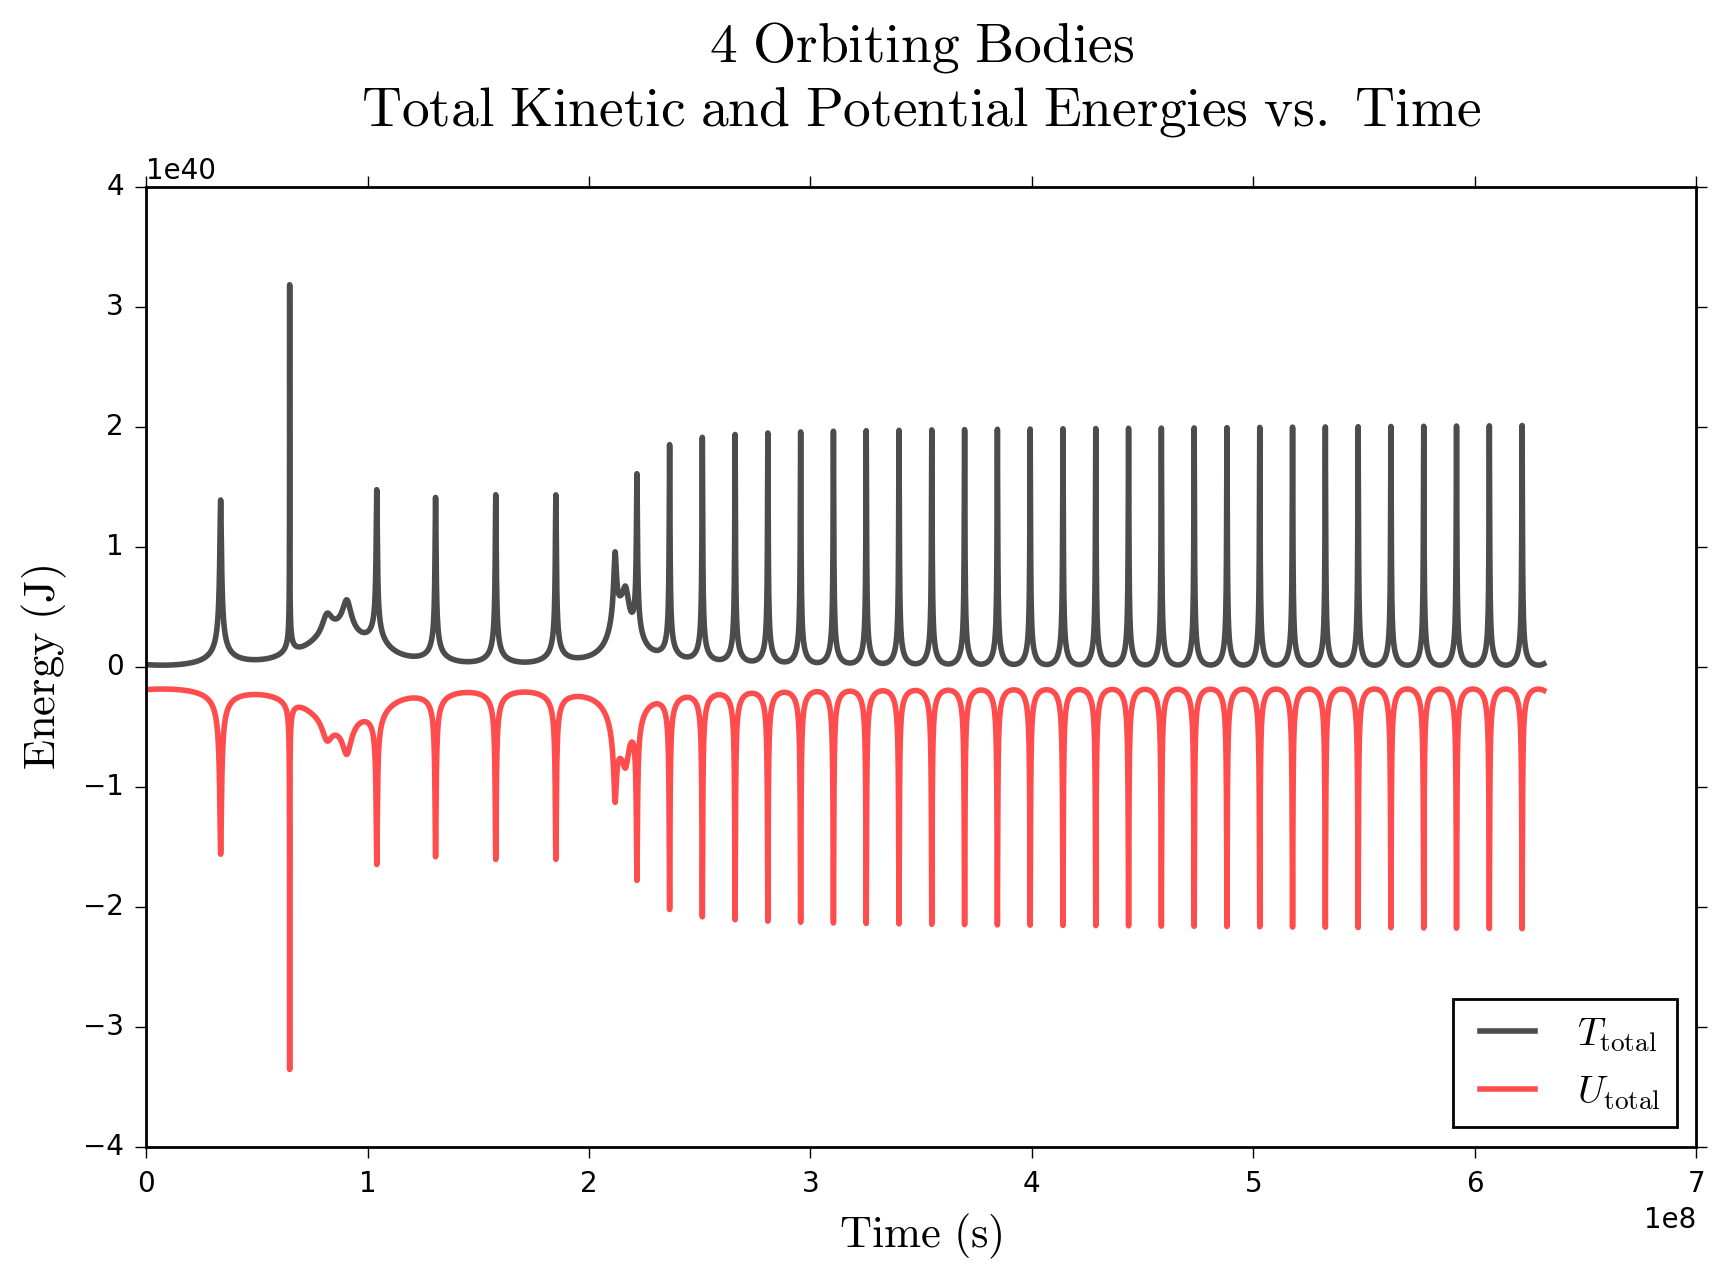 4 Orbiting Bodies
Total Kinetic and Potential Energies vs. Time
1e40
4
3
2
1
0
−1
−2
−3
−4
Energy (J)
T_total
U_total
0 1 2 3 4 5 6 7
1e8
Time (s)